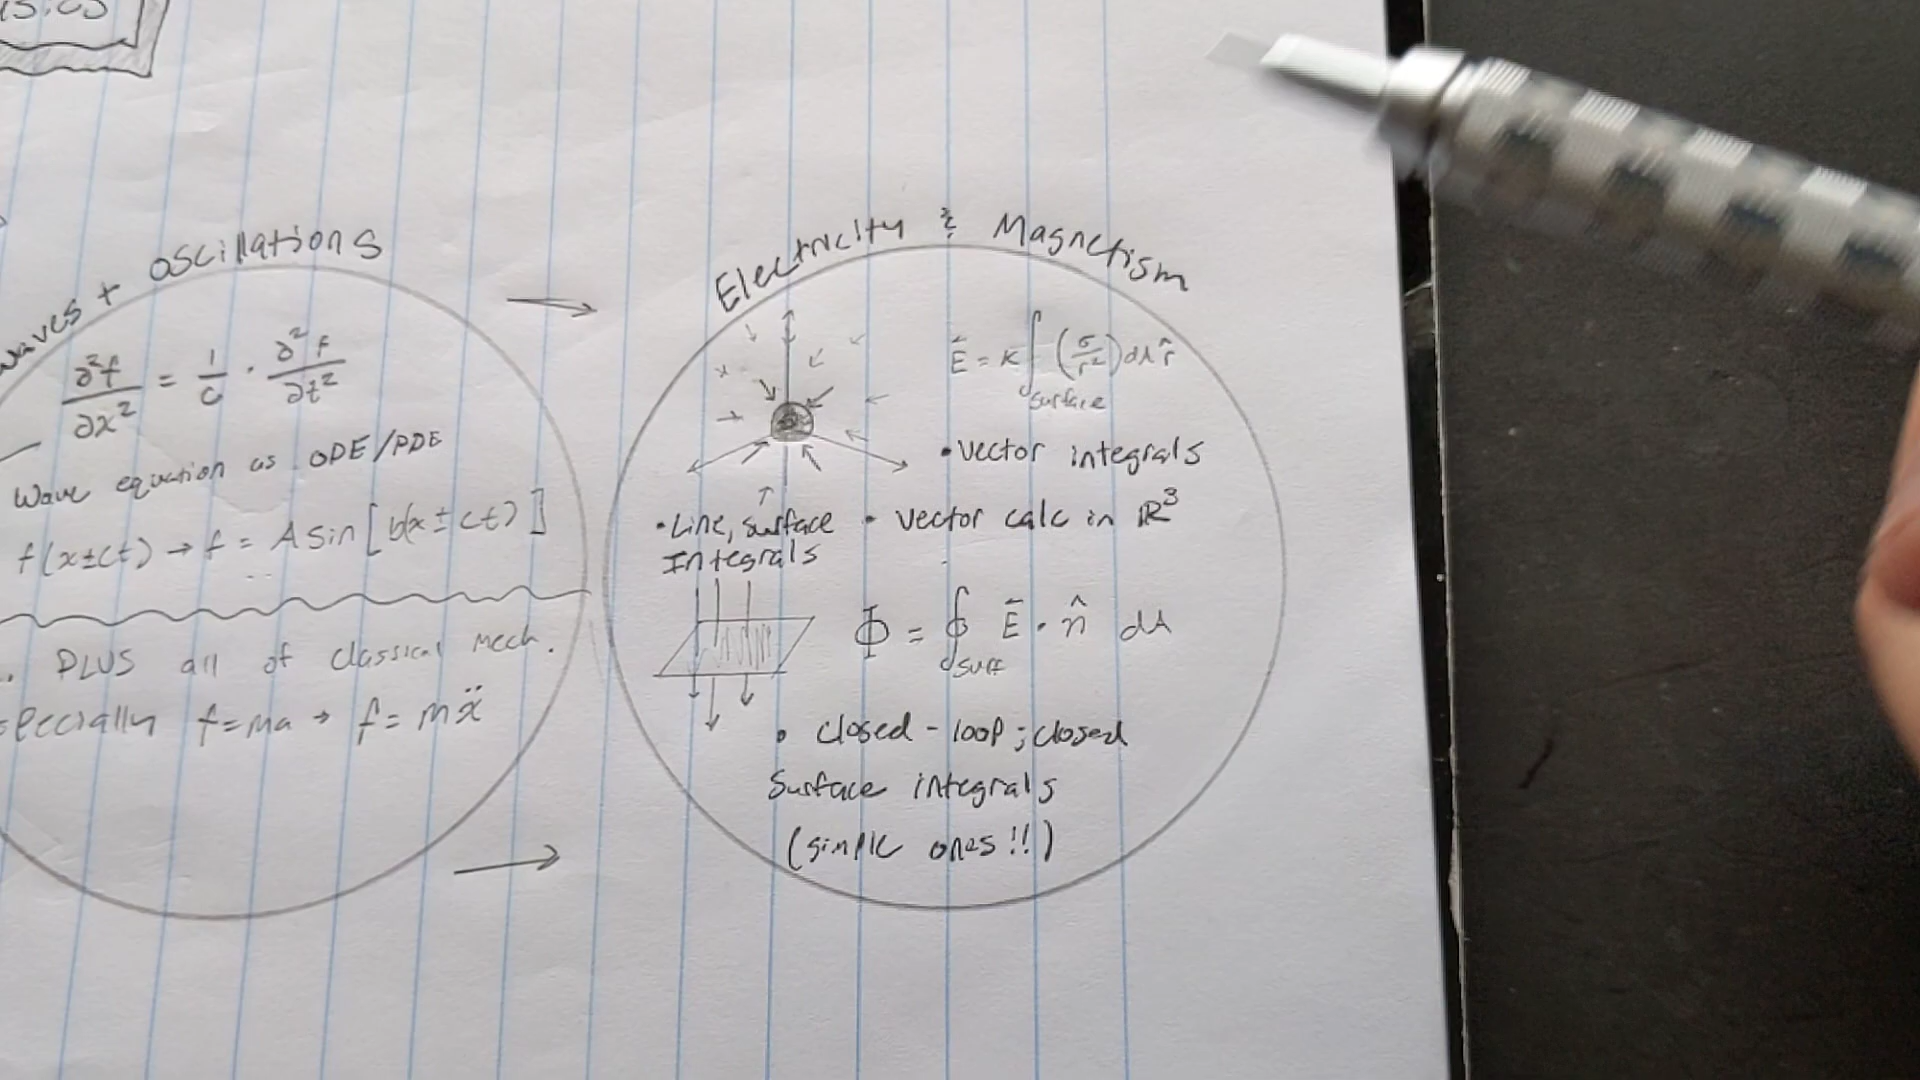 waves + oscillations
∂²f/∂x² = 1/c · ∂²f/∂t²
Wave equation as ODE/PDE
f(x±ct) → f = A sin[b(x ± ct)]
PLUS all of classical mech.
f=ma → f = mẍ
Electricity & Magnetism
E = K ∫surface (σ/r²) dA r̂
• Vector integrals
• Line, surface
Integrals
• Vector calc in ℝ³
Φ = ∮surf E · n̂ dA
• closed-loop; closed
Surface integrals
(simple ones!!)